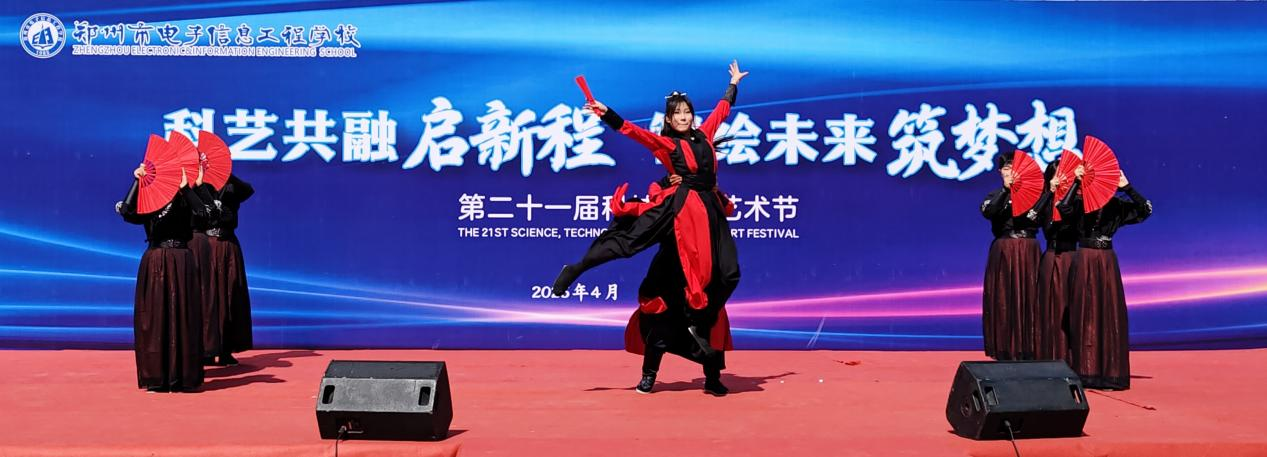 郑州市电子信息工程学校
ZHENGZHOU ELECTRONIC&INFORMATION ENGINEERING SCHOOL
科艺共融启新程 绘未来筑梦想
第二十一届科 艺术节
THE 21ST SCIENCE, TECHNO RT FESTIVAL
年4月